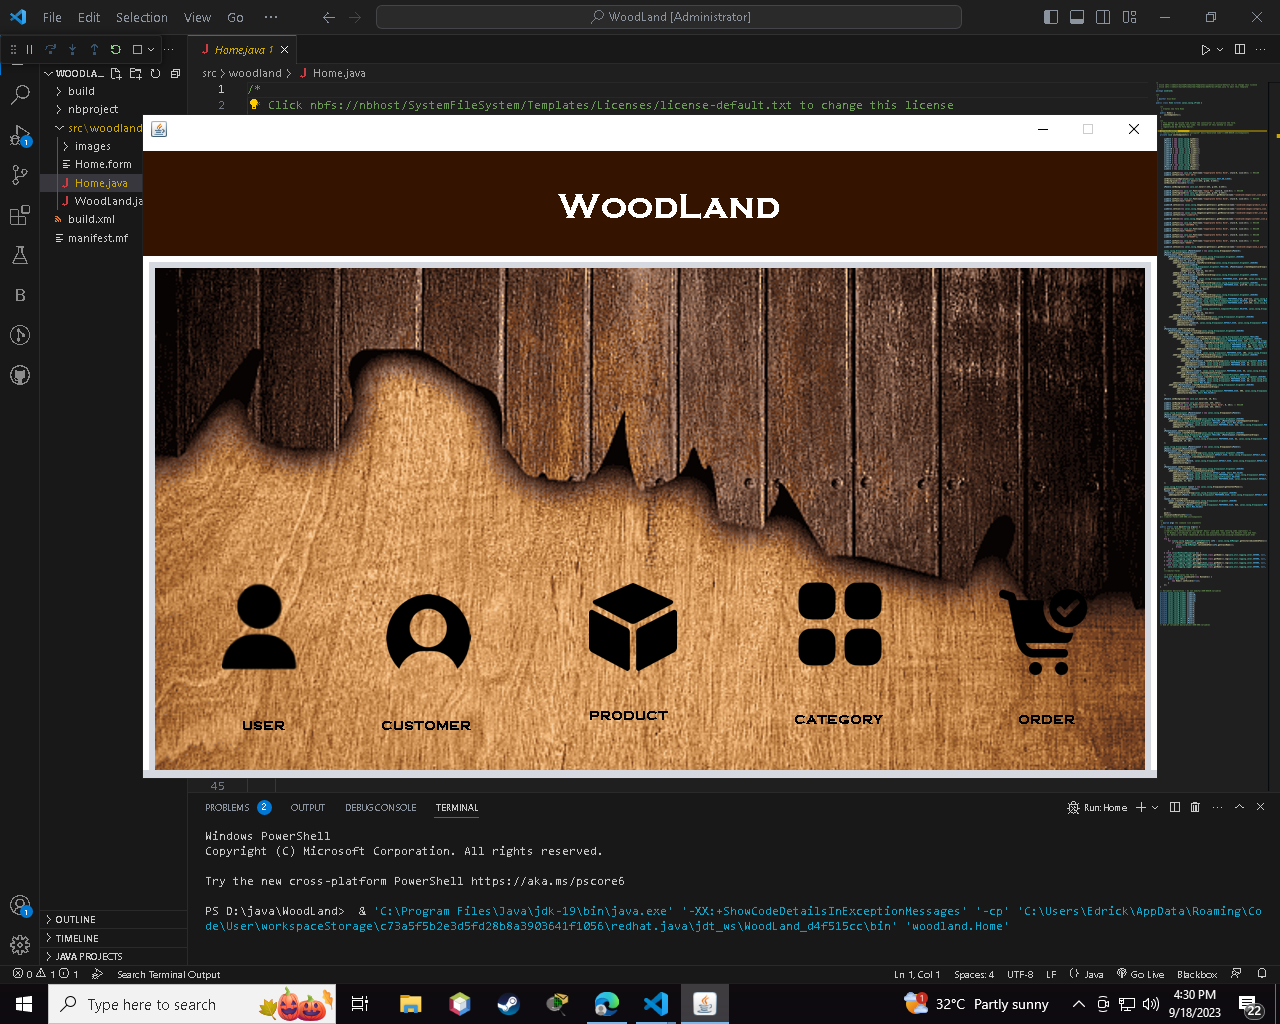 File Edit Selection View Go ··· WoodLand [Administrator]
Home.java 1
WOODLA...
src > woodland > Home.java
build
nbproject
src\woodland
images
Home.form
Home.java
WoodLand.ja
build.xml
manifest.mf
1 /*
2 Click nbfs://nbhost/SystemFileSystem/Templates/Licenses/license-default.txt to change this license
WoodLand
USER
CUSTOMER
PRODUCT
CATEGORY
ORDER
45
PROBLEMS 2 OUTPUT DEBUG CONSOLE TERMINAL
Run: Home
Windows PowerShell
Copyright (C) Microsoft Corporation. All rights reserved.
Try the new cross-platform PowerShell https://aka.ms/pscore6
PS D:\java\WoodLand>  & 'C:\Program Files\Java\jdk-19\bin\java.exe' '-XX:+ShowCodeDetailsInExceptionMessages' '-cp' 'C:\Users\Edrick\AppData\Roaming\Co
de\User\workspaceStorage\c73a5f5b2e3d5fd28b8a3903641f1056\redhat.java\jdt_ws\WoodLand_d4f515cc\bin' 'woodland.Home'
OUTLINE
TIMELINE
JAVA PROJECTS
0 1 1 Search Terminal Output
Ln 1, Col 1 Spaces: 4 UTF-8 LF Java Go Live Blackbox
Type here to search
1 32°C Partly sunny
4:30 PM
9/18/2023
22